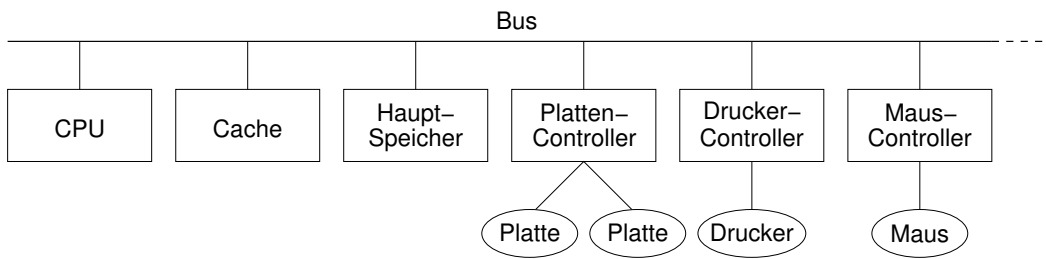 Bus
CPU
Cache
Haupt–
Speicher
Platten-
Controller
Drucker–
Controller
Maus–
Controller
Platte
Platte
Drucker
Maus